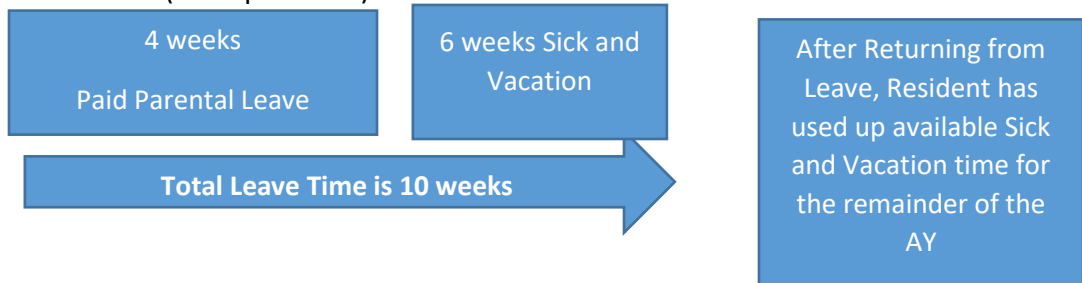 4 weeks
Paid Parental Leave
6 weeks Sick and
Vacation
Total Leave Time is 10 weeks
After Returning from
Leave, Resident has
used up available Sick
and Vacation time for
the remainder of the
AY